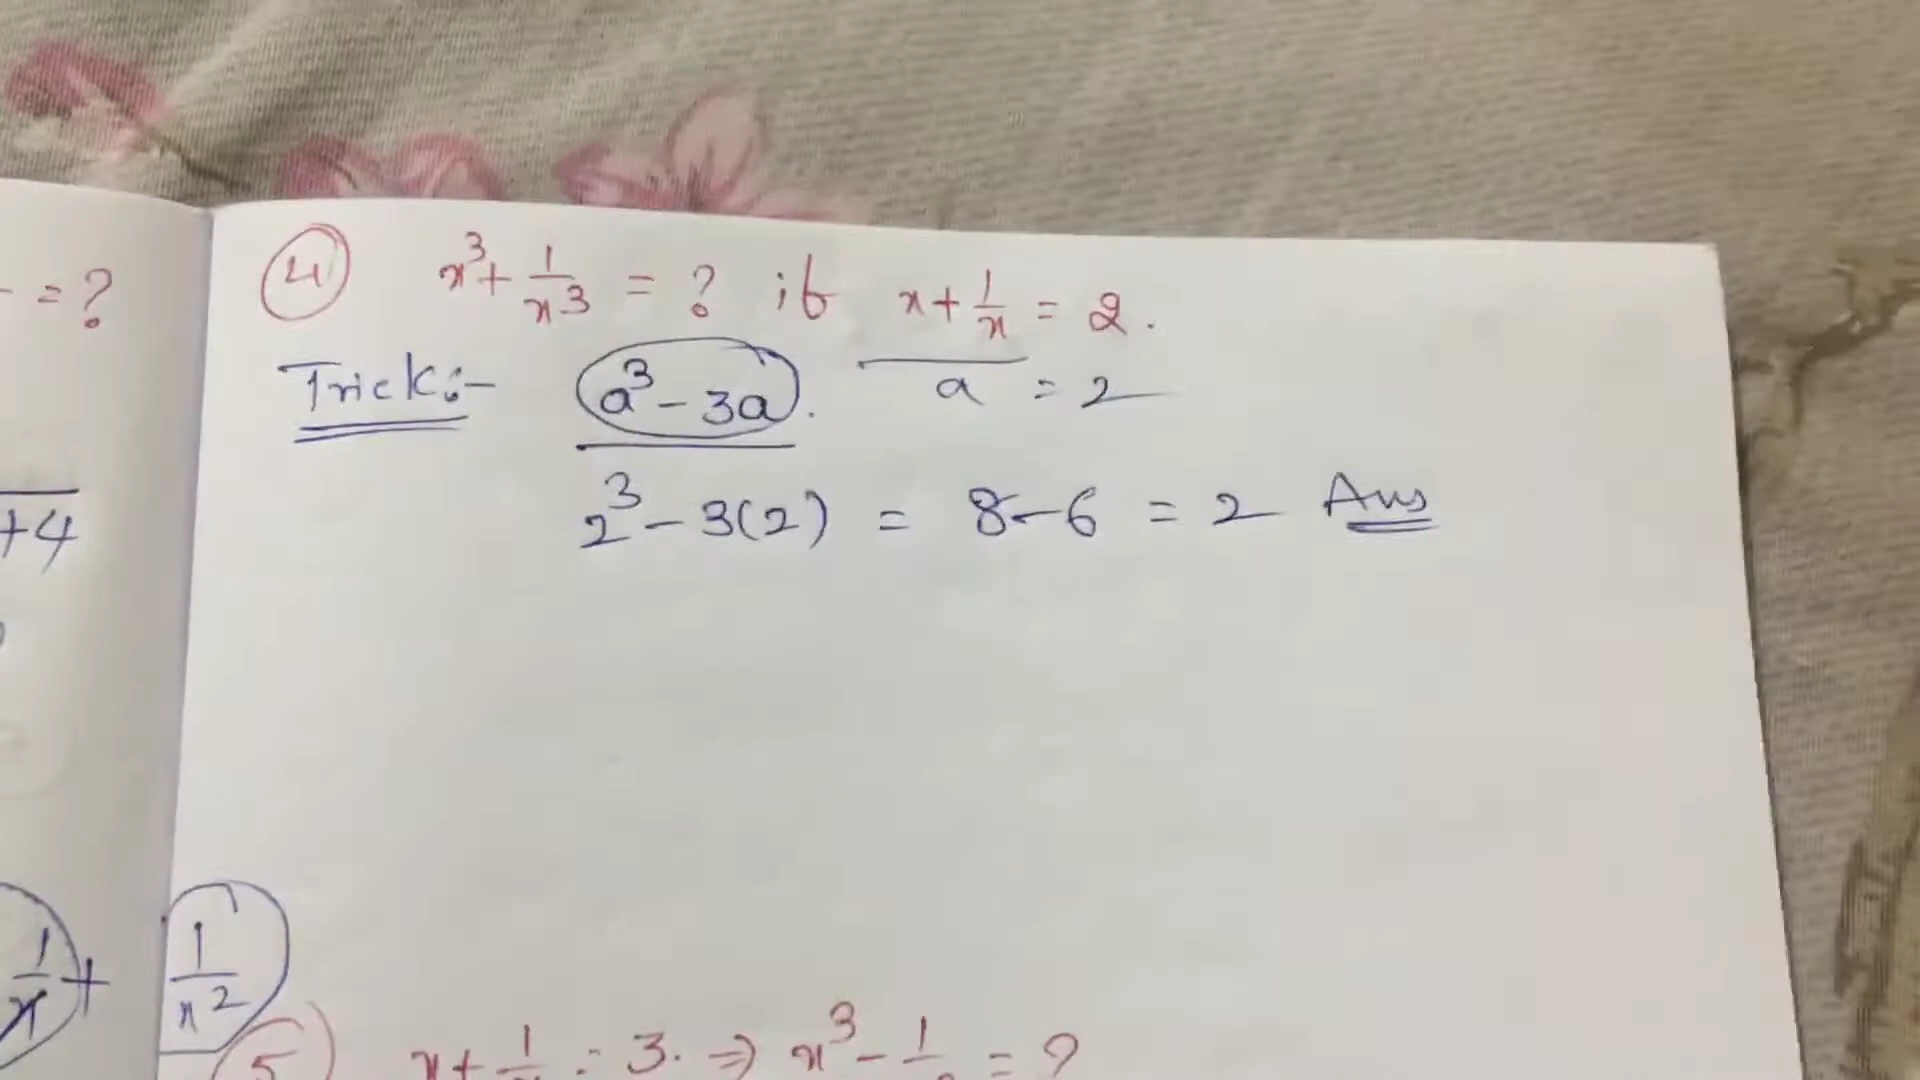 = ?
+4
1/x +
④ x³ + 1/x³ = ? if x + 1/x = 2.
Trick:- a³ - 3a. a = 2
2³ - 3(2) = 8 - 6 = 2 Ans
1/x²
5 x + 1/x = 3. ⇒ x³ - 1/ = ?